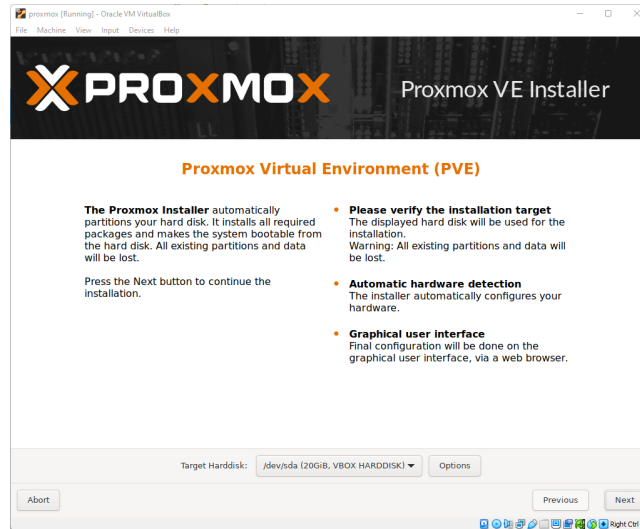 proxmox [Running] - Oracle VM VirtualBox
File Machine View Input Devices Help
PROXMOX
Proxmox VE Installer
Proxmox Virtual Environment (PVE)
The Proxmox Installer automatically
partitions your hard disk. It installs all required
packages and makes the system bootable from
the hard disk. All existing partitions and data
will be lost.
Press the Next button to continue the
installation.
• Please verify the installation target
The displayed hard disk will be used for the
installation.
Warning: All existing partitions and data will
be lost.
• Automatic hardware detection
The installer automatically configures your
hardware.
• Graphical user interface
Final configuration will be done on the
graphical user interface, via a web browser.
Target Harddisk: /dev/sda (20GiB, VBOX HARDDISK) Options
Abort Previous Next
Right Ctrl